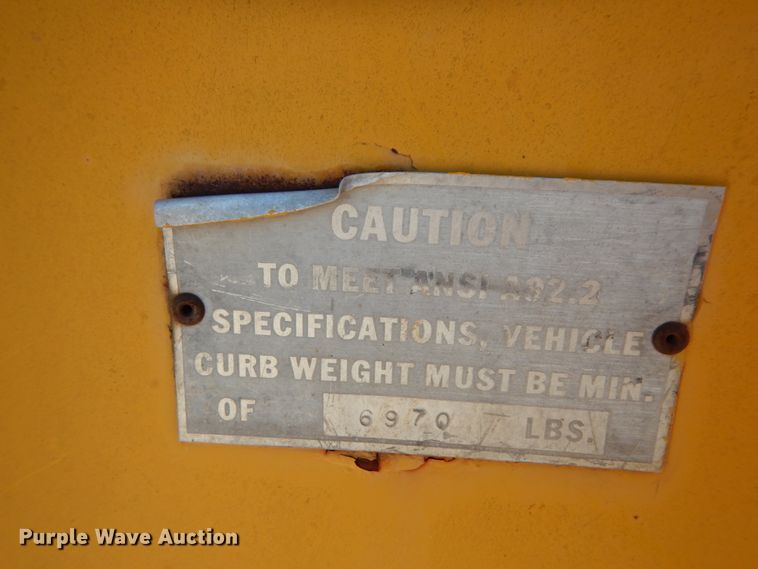 CAUTION
TO MEET ANSI A92.2
SPECIFICATIONS, VEHICLE
CURB WEIGHT MUST BE MIN.
OF 6970 LBS.
Purple Wave Auction